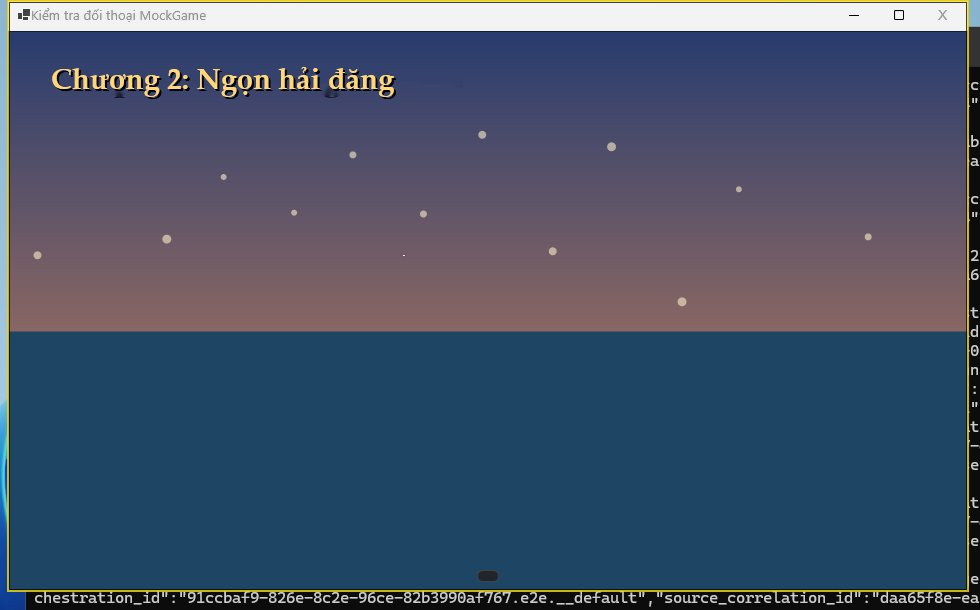 Kiểm tra đối thoại MockGame
Chương 2: Ngọn hải đăng
chestration_id":"91ccbaf9-826e-8c2e-96ce-82b3990af767.e2e.__default","source_correlation_id":"daa65f8e-e